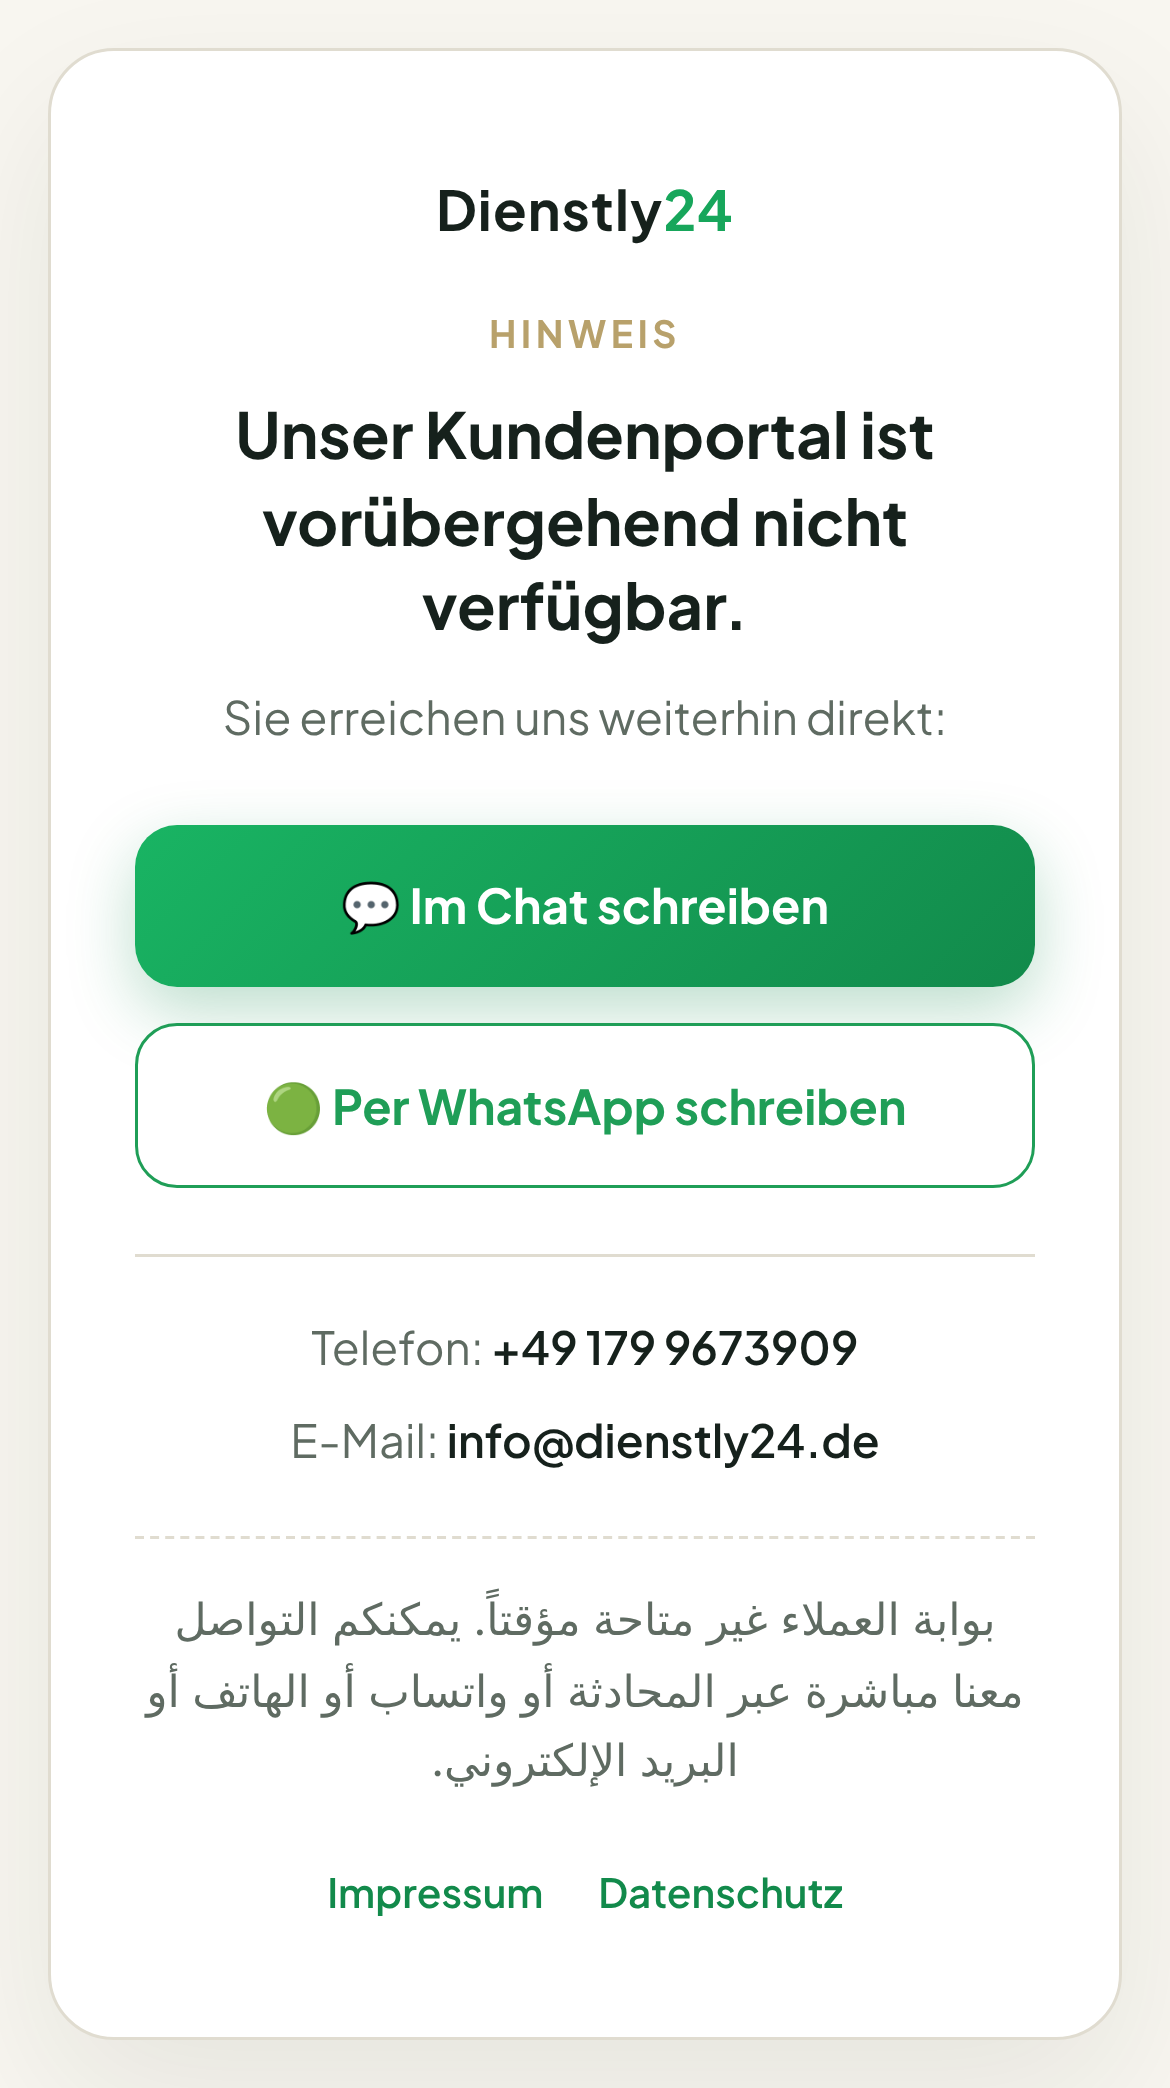 Dienstly24
HINWEIS
Unser Kundenportal ist
vorübergehend nicht
verfügbar.
Sie erreichen uns weiterhin direkt:
💬 Im Chat schreiben
🟢 Per WhatsApp schreiben
Telefon: +49 179 9673909
E-Mail: info@dienstly24.de
بوابة العملاء غير متاحة مؤقتاً. يمكنكم التواصل
معنا مباشرة عبر المحادثة أو واتساب أو الهاتف أو
البريد الإلكتروني.
Impressum Datenschutz